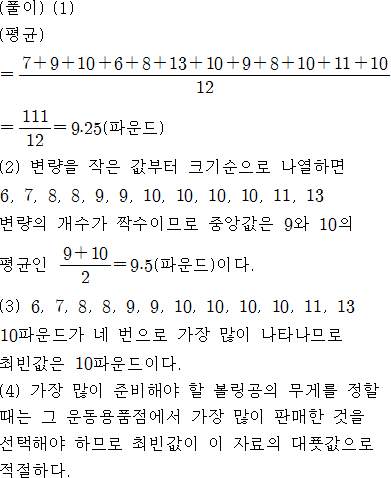 (풀이) (1)
(평균)
= \frac{7+9+10+6+8+13+10+9+8+10+11+10}{12}
= \frac{111}{12} = 9.25(파운드)
(2) 변량을 작은 값부터 크기순으로 나열하면
6, 7, 8, 8, 9, 9, 10, 10, 10, 10, 11, 13
변량의 개수가 짝수이므로 중앙값은 9와 10의
평균인 \frac{9+10}{2} = 9.5(파운드)이다.
(3) 6, 7, 8, 8, 9, 9, 10, 10, 10, 10, 11, 13
10파운드가 네 번으로 가장 많이 나타나므로
최빈값은 10파운드이다.
(4) 가장 많이 준비해야 할 볼링공의 무게를 정할
때는 그 운동용품점에서 가장 많이 판매한 것을
선택해야 하므로 최빈값이 이 자료의 대푯값으로
적절하다.